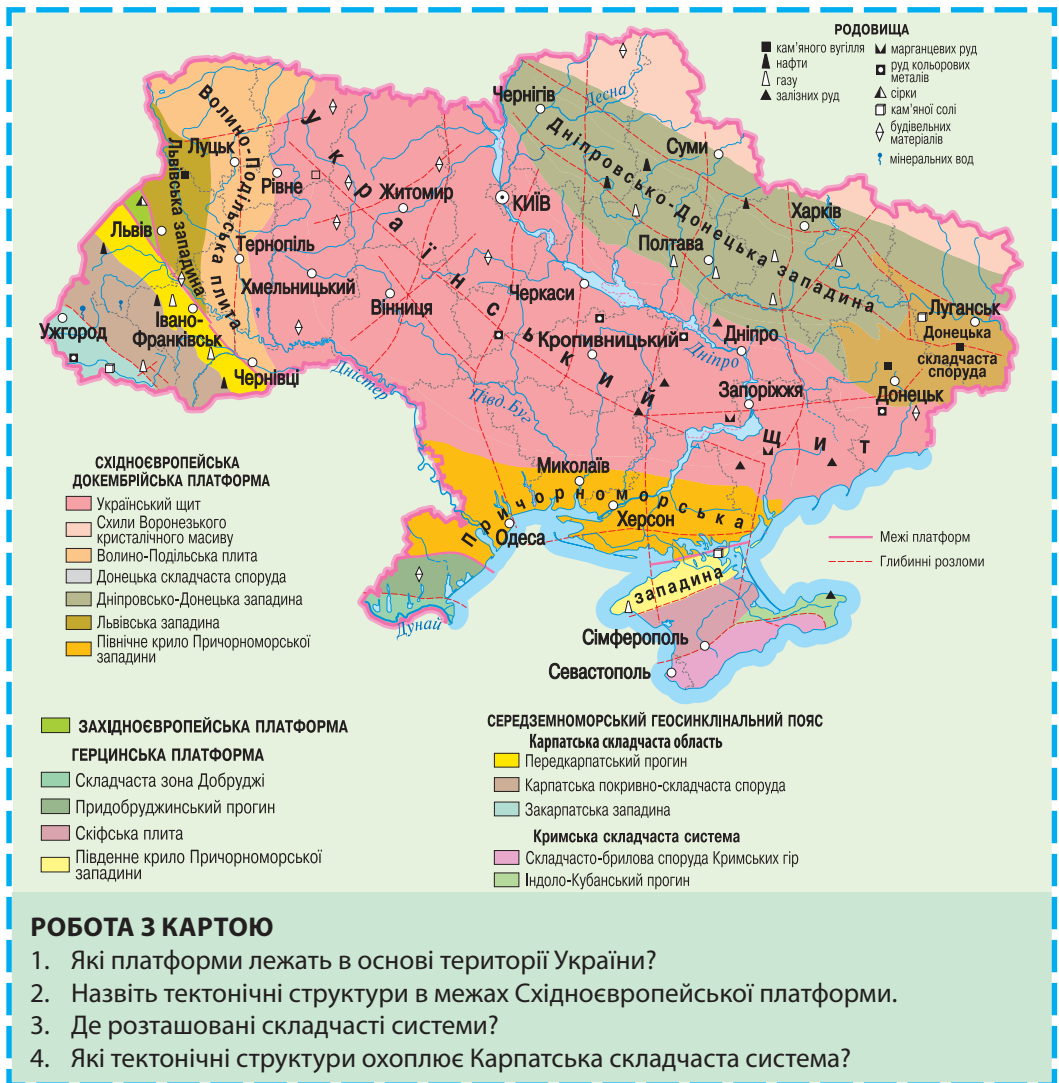 РОДОВИЩА
кам'яного вугілля
нафти
газу
залізних руд
марганцевих руд
руд кольорових
металів
сірки
кам'яної солі
будівельних
матеріалів
мінеральних вод
Чернігів
Десна
Суми
Дніпровсько-Донецька западина
Волино-Подільська плита
Український щит
Львівська западина
Луцьк
Рівне
Житомир
КИЇВ
Харків
Львів
Тернопіль
Полтава
Хмельницький
Вінниця
Черкаси
Луганськ
Ужгород
Івано-
Франківськ
Донецька
складчаста
споруда
Кропивницький
Дніпро
Дніпро
Чернівці
Дністер
Півд. Буг
Запоріжжя
Донецьк
Миколаїв
Причорноморська
западина
Херсон
Одеса
Дунай
Сімферополь
Севастополь
Межі платформ
Глибинні розломи
СХІДНОЄВРОПЕЙСЬКА
ДОКЕМБРІЙСЬКА ПЛАТФОРМА
Український щит
Схили Воронезького
кристалічного масиву
Волино-Подільська плита
Донецька складчаста споруда
Дніпровсько-Донецька западина
Львівська западина
Північне крило Причорноморської
западини
ЗАХІДНОЄВРОПЕЙСЬКА ПЛАТФОРМА
ГЕРЦИНСЬКА ПЛАТФОРМА
Складчаста зона Добруджі
Придобруджинський прогин
Скіфська плита
Південне крило Причорноморської
западини
СЕРЕДЗЕМНОМОРСЬКИЙ ГЕОСИНКЛІНАЛЬНИЙ ПОЯС
Карпатська складчаста область
Передкарпатський прогин
Карпатська покривно-складчаста споруда
Закарпатська западина
Кримська складчаста система
Складчасто-брилова споруда Кримських гір
Індоло-Кубанський прогин
РОБОТА З КАРТОЮ
1. Які платформи лежать в основі території України?
2. Назвіть тектонічні структури в межах Східноєвропейської платформи.
3. Де розташовані складчасті системи?
4. Які тектонічні структури охоплює Карпатська складчаста система?